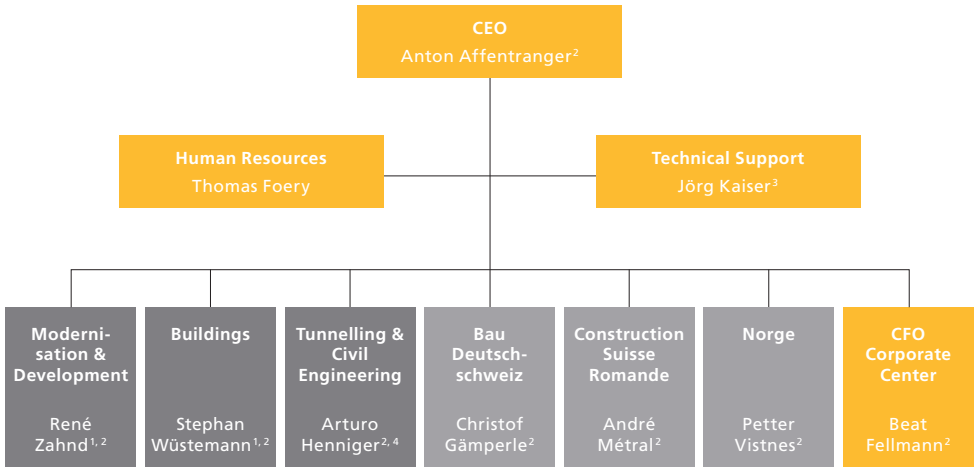 CEO
Anton Affentranger²
Human Resources
Thomas Foery
Technical Support
Jörg Kaiser³
Moderni-
sation &
Development
René
Zahnd¹, ²
Buildings
Stephan
Wüstemann¹, ²
Tunnelling &
Civil
Engineering
Arturo
Henniger², ⁴
Bau
Deutsch-
schweiz
Christof
Gämperle²
Construction
Suisse
Romande
André
Métral²
Norge
Petter
Vistnes²
CFO
Corporate
Center
Beat
Fellmann²